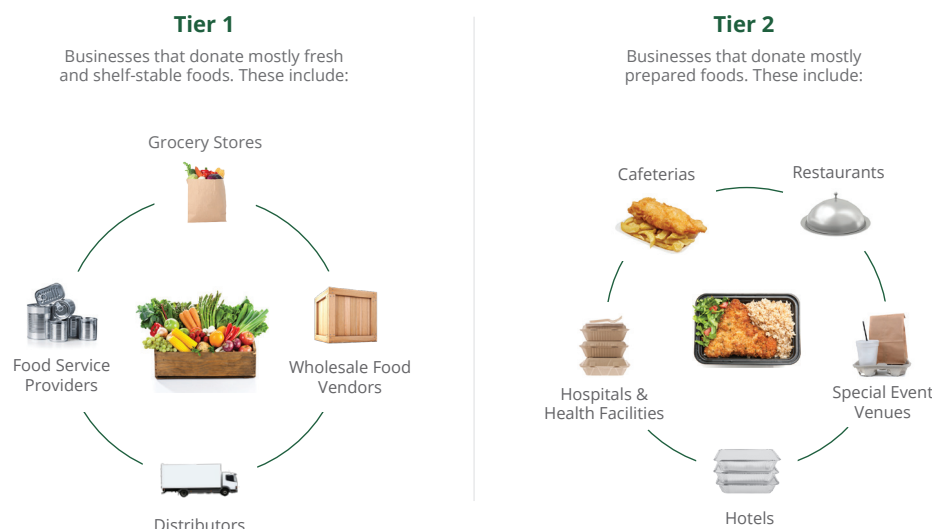 Tier 1
Businesses that donate mostly fresh
and shelf-stable foods. These include:
Grocery Stores
Food Service
Providers
Wholesale Food
Vendors
Distributors
Tier 2
Businesses that donate mostly
prepared foods. These include:
Cafeterias
Restaurants
Hospitals &
Health Facilities
Special Event
Venues
Hotels